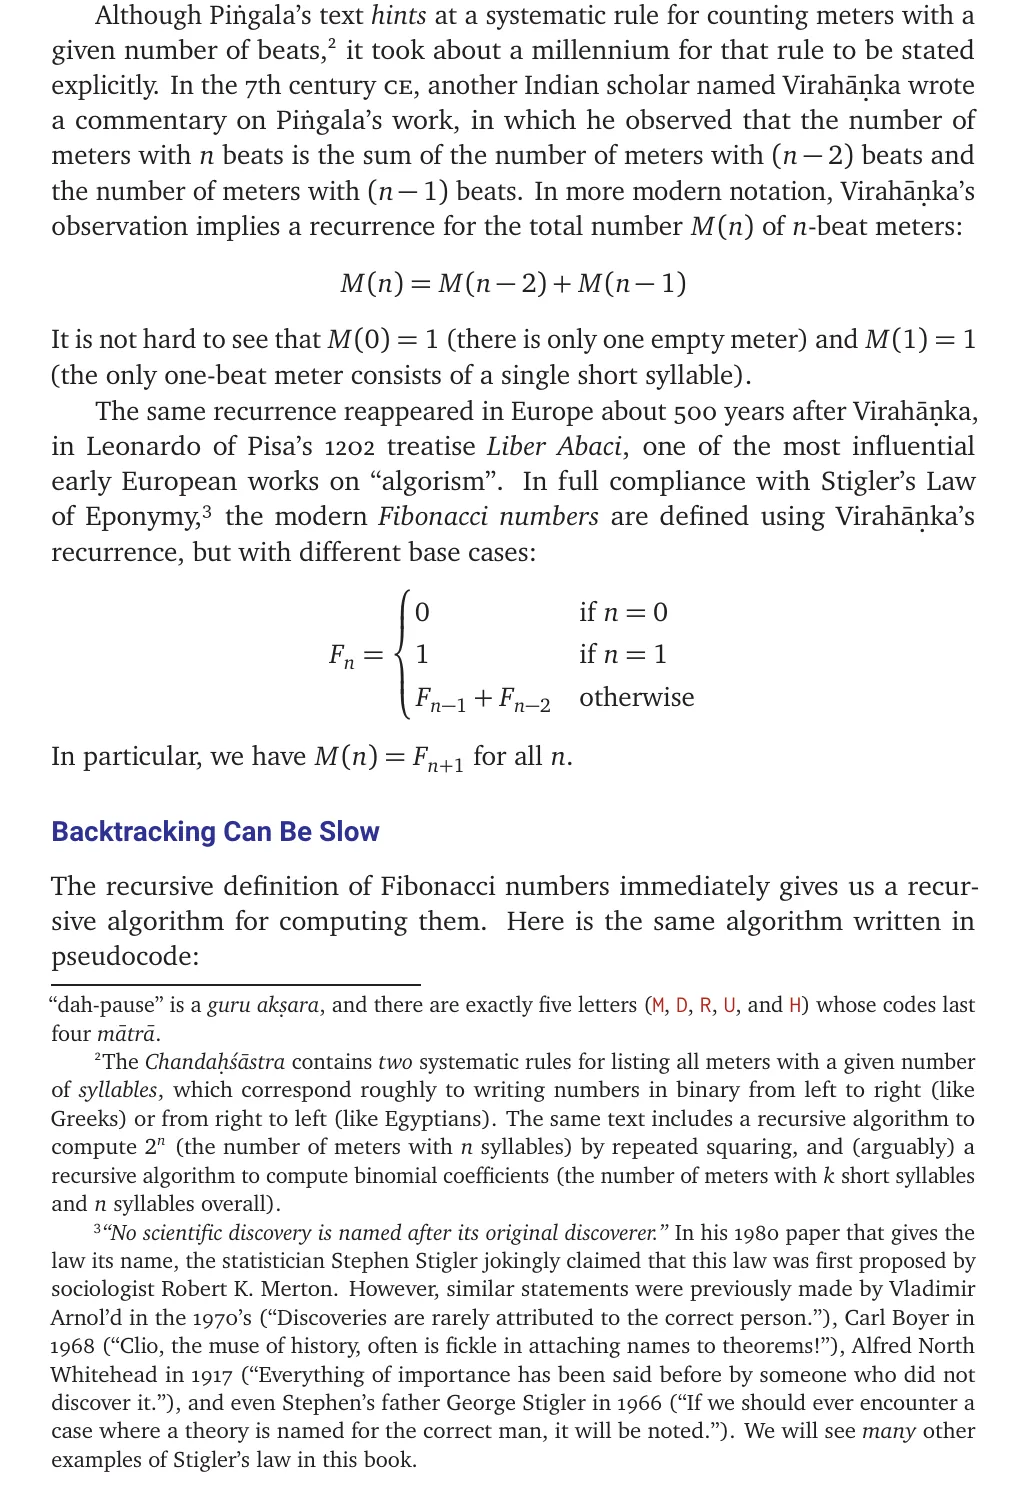 Although Piṅgala’s text hints at a systematic rule for counting meters with a
given number of beats,² it took about a millennium for that rule to be stated
explicitly. In the 7th century CE, another Indian scholar named Virahāṇka wrote
a commentary on Piṅgala’s work, in which he observed that the number of
meters with n beats is the sum of the number of meters with (n − 2) beats and
the number of meters with (n − 1) beats. In more modern notation, Virahāṇka’s
observation implies a recurrence for the total number M(n) of n-beat meters:
M(n) = M(n − 2) + M(n − 1)
It is not hard to see that M(0) = 1 (there is only one empty meter) and M(1) = 1
(the only one-beat meter consists of a single short syllable).
The same recurrence reappeared in Europe about 500 years after Virahāṇka,
in Leonardo of Pisa’s 1202 treatise Liber Abaci, one of the most influential
early European works on “algorism”. In full compliance with Stigler’s Law
of Eponymy,³ the modern Fibonacci numbers are defined using Virahāṇka’s
recurrence, but with different base cases:
0 if n = 0
Fₙ = { 1 if n = 1
Fₙ₋₁ + Fₙ₋₂ otherwise
In particular, we have M(n) = Fₙ₊₁ for all n.
Backtracking Can Be Slow
The recursive definition of Fibonacci numbers immediately gives us a recur-
sive algorithm for computing them. Here is the same algorithm written in
pseudocode:
“dah-pause” is a guru akṣara, and there are exactly five letters (M, D, R, U, and H) whose codes last
four mātrā.
²The Chandaḥśāstra contains two systematic rules for listing all meters with a given number
of syllables, which correspond roughly to writing numbers in binary from left to right (like
Greeks) or from right to left (like Egyptians). The same text includes a recursive algorithm to
compute 2ⁿ (the number of meters with n syllables) by repeated squaring, and (arguably) a
recursive algorithm to compute binomial coefficients (the number of meters with k short syllables
and n syllables overall).
³“No scientific discovery is named after its original discoverer.” In his 1980 paper that gives the
law its name, the statistician Stephen Stigler jokingly claimed that this law was first proposed by
sociologist Robert K. Merton. However, similar statements were previously made by Vladimir
Arnol’d in the 1970’s (“Discoveries are rarely attributed to the correct person.”), Carl Boyer in
1968 (“Clio, the muse of history, often is fickle in attaching names to theorems!”), Alfred North
Whitehead in 1917 (“Everything of importance has been said before by someone who did not
discover it.”), and even Stephen’s father George Stigler in 1966 (“If we should ever encounter a
case where a theory is named for the correct man, it will be noted.”). We will see many other
examples of Stigler’s law in this book.